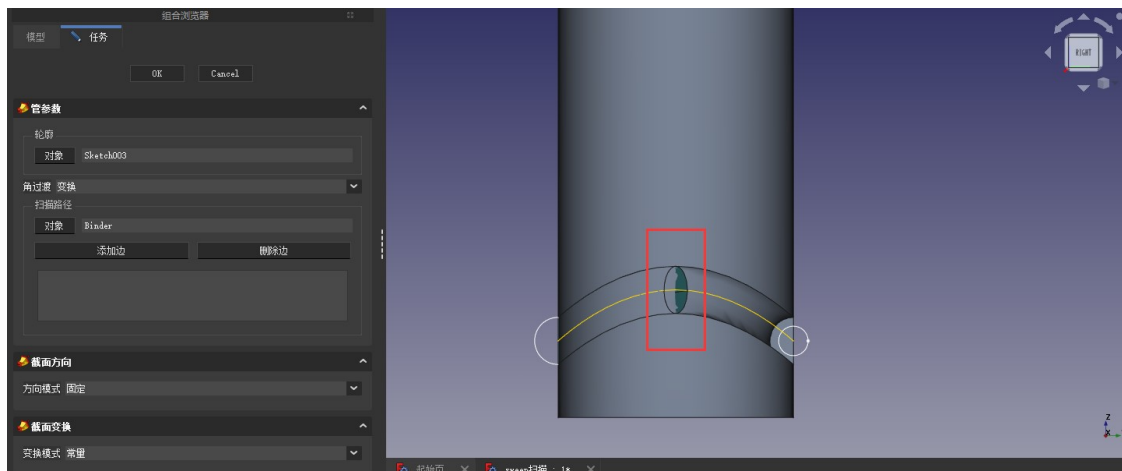 组合浏览器
模型
任务
OK
Cancel
管参数
轮廓
对象
Sketch003
角过渡 变换
扫描路径
对象
Binder
添加边
删除边
截面方向
方向模式 固定
截面变换
变换模式 常量
RIGHT
Z
起始页
sweep扫描 : 1*